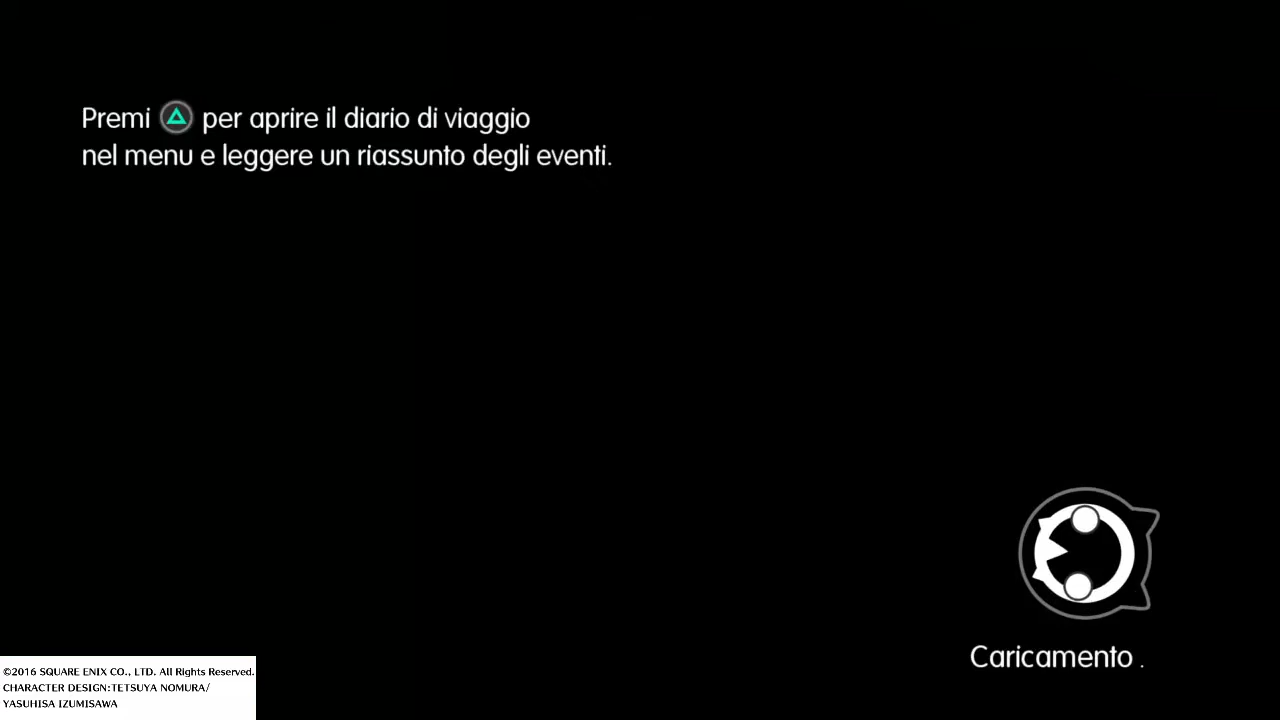 Premi △ per aprire il diario di viaggio
nel menu e leggere un riassunto degli eventi.
Caricamento .
©2016 SQUARE ENIX CO., LTD. All Rights Reserved.
CHARACTER DESIGN:TETSUYA NOMURA/
YASUHISA IZUMISAWA